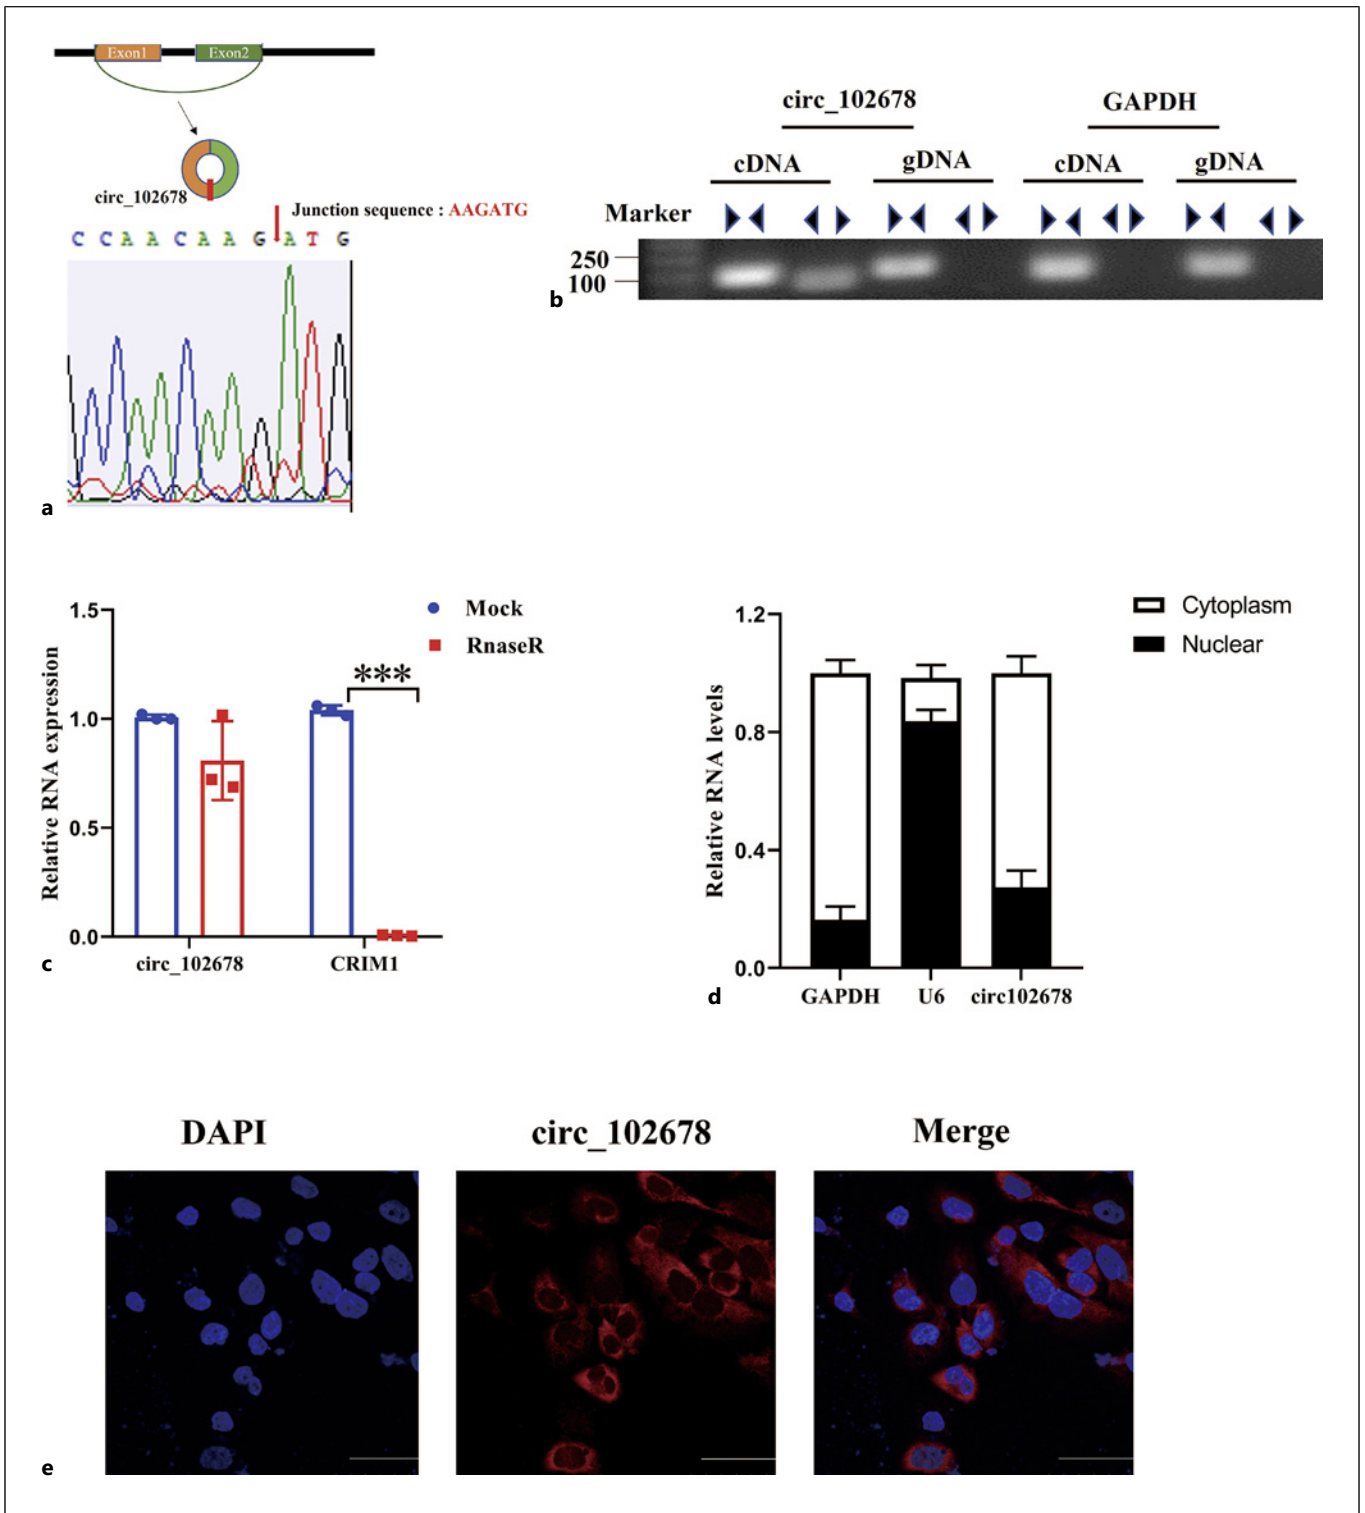 Exon1 Exon2
circ_102678
Junction sequence : AAGATG
C C A A C A A G A T G
a
circ_102678 GAPDH
cDNA gDNA cDNA gDNA
Marker
250
100
b
1.5
1.0
0.5
0.0
Relative RNA expression
Mock
RnaseR
***
circ_102678 CRIM1
c
1.2
0.8
0.4
0.0
Relative RNA levels
Cytoplasm
Nuclear
GAPDH U6 circ102678
d
DAPI circ_102678 Merge
e